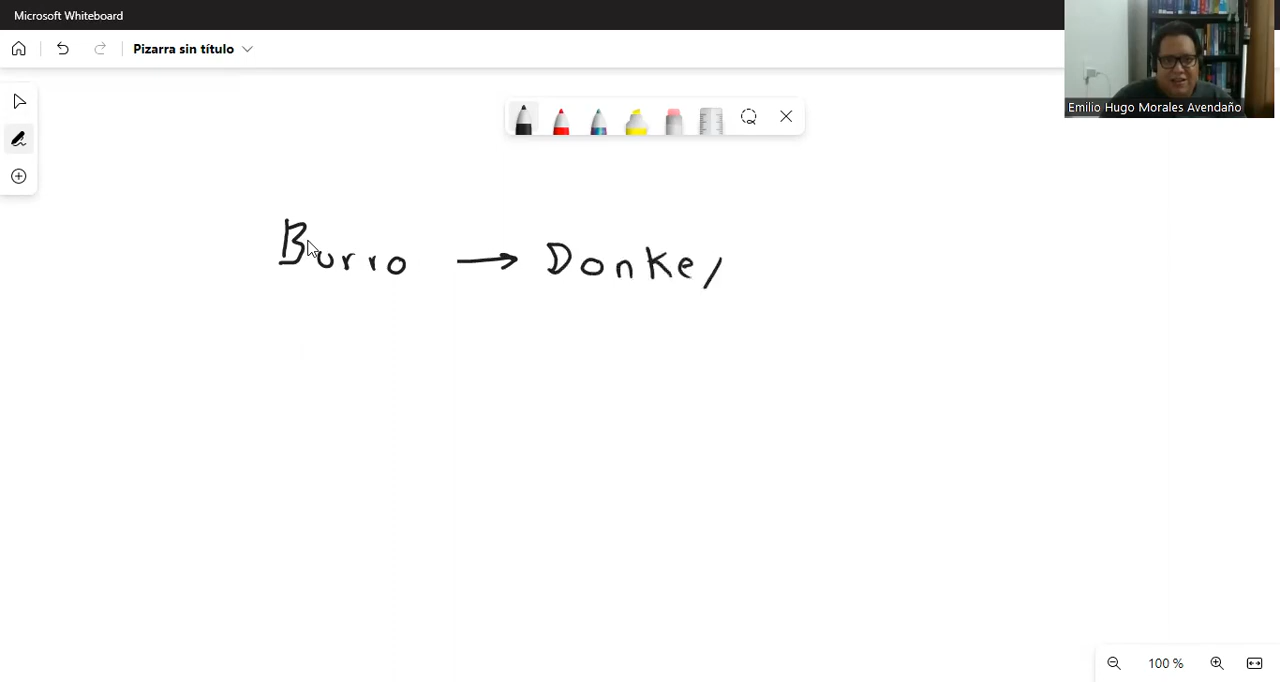 Microsoft Whiteboard
Pizarra sin título
Emilio Hugo Morales Avendaño
Burro → Donkey
100 %